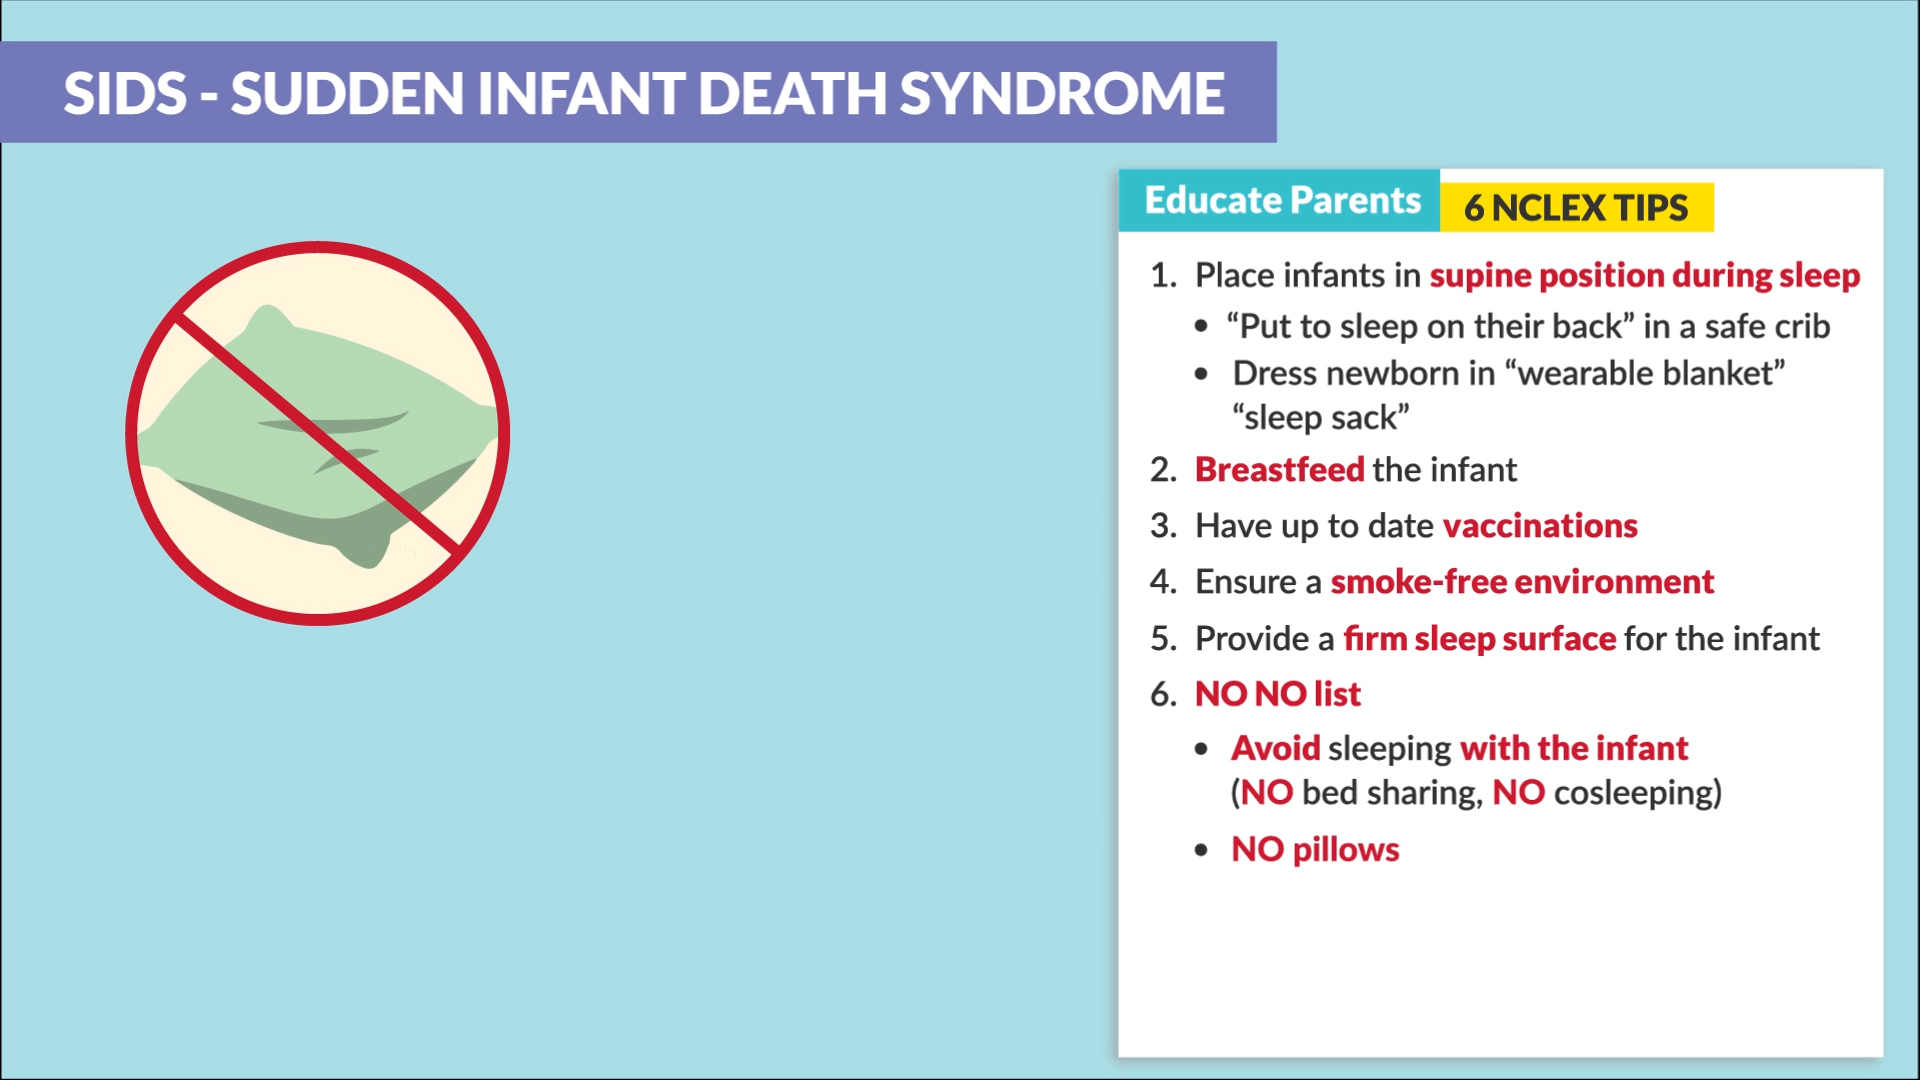 SIDS - SUDDEN INFANT DEATH SYNDROME
Educate Parents
6 NCLEX TIPS
1. Place infants in supine position during sleep
• “Put to sleep on their back” in a safe crib
• Dress newborn in “wearable blanket”
“sleep sack”
2. Breastfeed the infant
3. Have up to date vaccinations
4. Ensure a smoke-free environment
5. Provide a firm sleep surface for the infant
6. NO NO list
• Avoid sleeping with the infant
(NO bed sharing, NO cosleeping)
• NO pillows